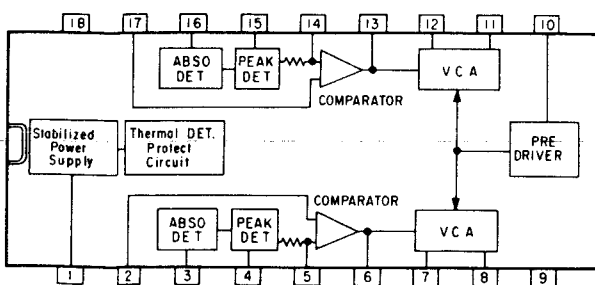 18 17 16 15 14 13 12 11 10
ABSO DET
PEAK DET
VCA
COMPARATOR
Stabilized Power Supply
Thermal DET. Protect Circuit
PRE DRIVER
COMPARATOR
ABSO DET
PEAK DET
VCA
1 2 3 4 5 6 7 8 9